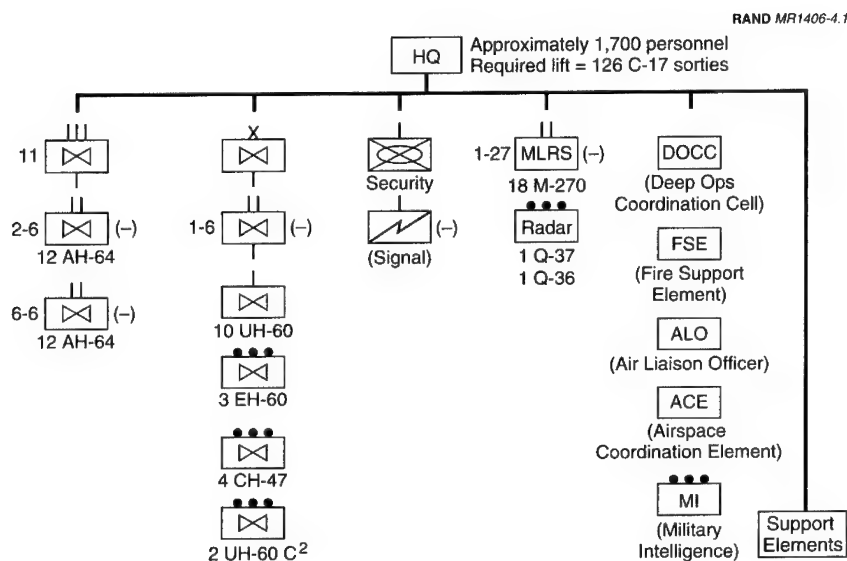 RAND MR1406-4.1
HQ
Approximately 1,700 personnel
Required lift = 126 C-17 sorties
11
2-6
(–)
12 AH-64
6-6
(–)
12 AH-64
X
1-6
(–)
10 UH-60
3 EH-60
4 CH-47
2 UH-60 C²
Security
(–)
(Signal)
1-27 MLRS (–)
18 M-270
Radar
1 Q-37
1 Q-36
DOCC
(Deep Ops
Coordination Cell)
FSE
(Fire Support
Element)
ALO
(Air Liaison Officer)
ACE
(Airspace
Coordination Element)
MI
(Military
Intelligence)
Support
Elements